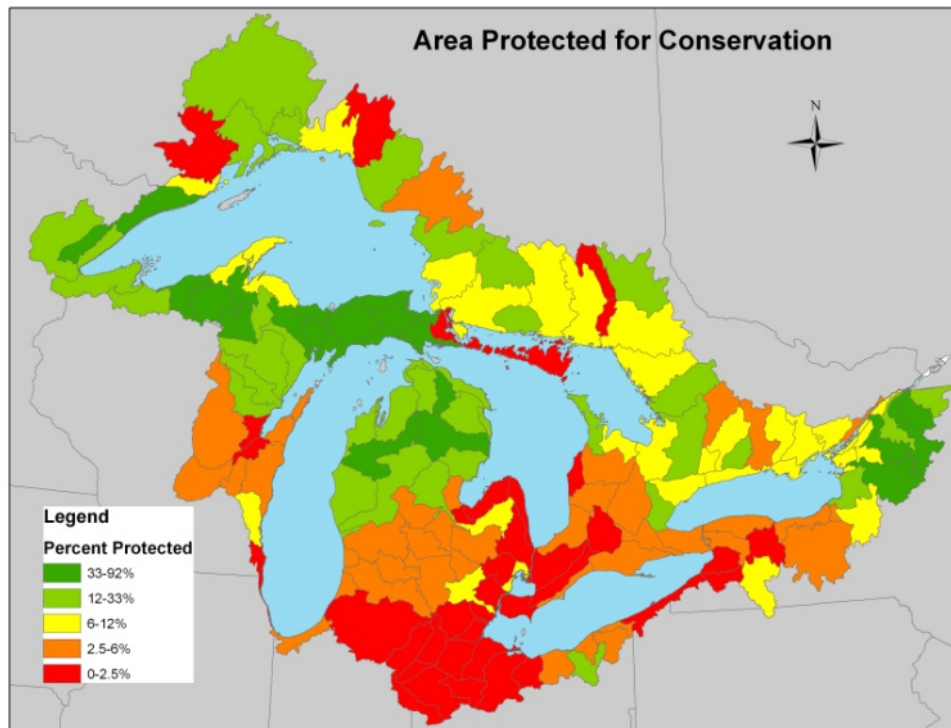 Area Protected for Conservation
N
Legend
Percent Protected
33-92%
12-33%
6-12%
2.5-6%
0-2.5%